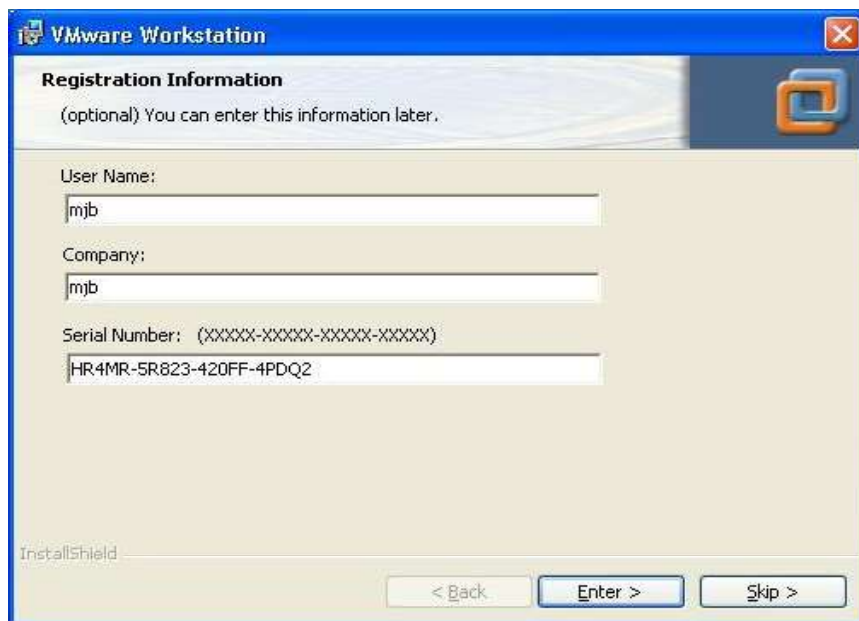 VMware Workstation
Registration Information
(optional) You can enter this information later.
User Name:
mjb
Company:
mjb
Serial Number: (XXXXX-XXXXX-XXXXX-XXXXX)
HR4MR-5R823-420FF-4PDQ2
InstallShield
< Back Enter > Skip >